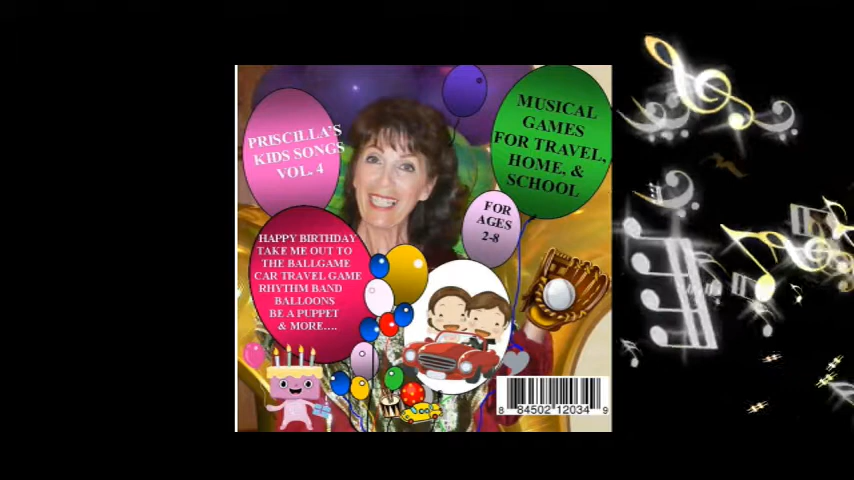 PRISCILLA'S
KIDS SONGS
VOL. 4
MUSICAL
GAMES
FOR TRAVEL,
HOME, &
SCHOOL
FOR
AGES
2-8
HAPPY BIRTHDAY
TAKE ME OUT TO
THE BALLGAME
CAR TRAVEL GAME
RHYTHM BAND
BALLOONS
BE A PUPPET
& MORE....
8 84502 12034 9